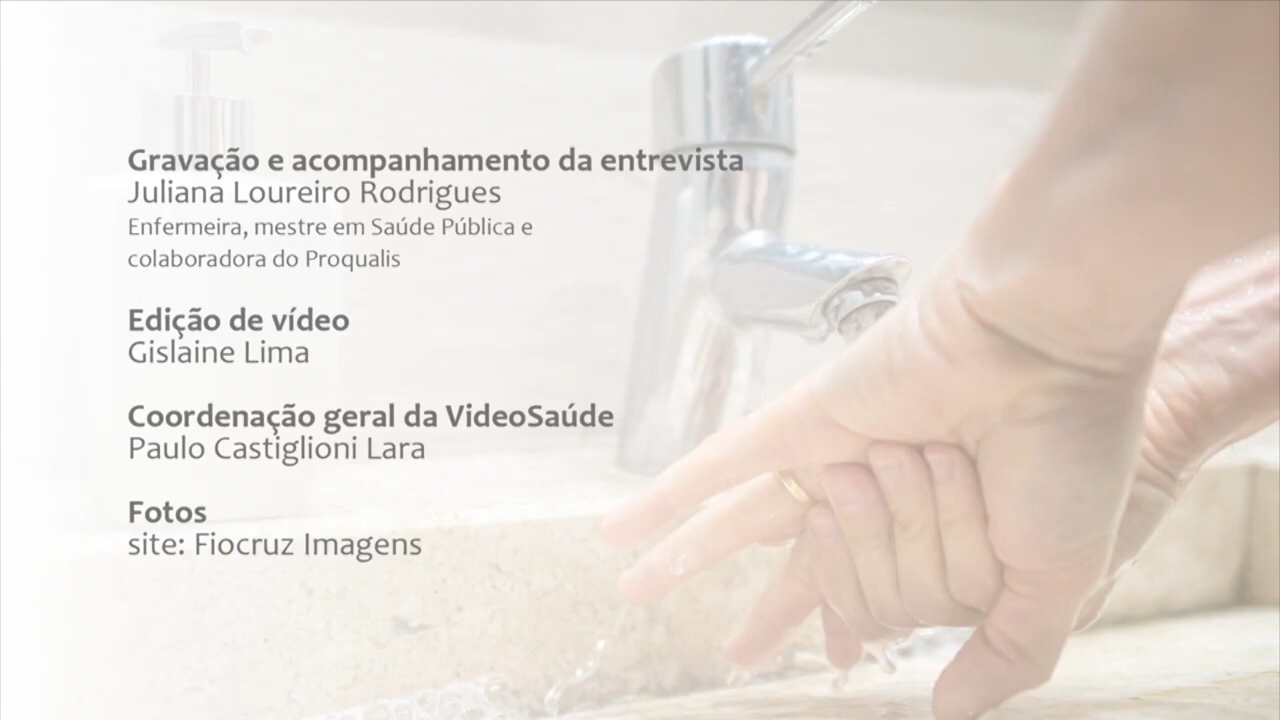 Gravação e acompanhamento da entrevista
Juliana Loureiro Rodrigues
Enfermeira, mestre em Saúde Pública e
colaboradora do Proqualis
Edição de vídeo
Gislaine Lima
Coordenação geral da VideoSaúde
Paulo Castiglioni Lara
Fotos
site: Fiocruz Imagens